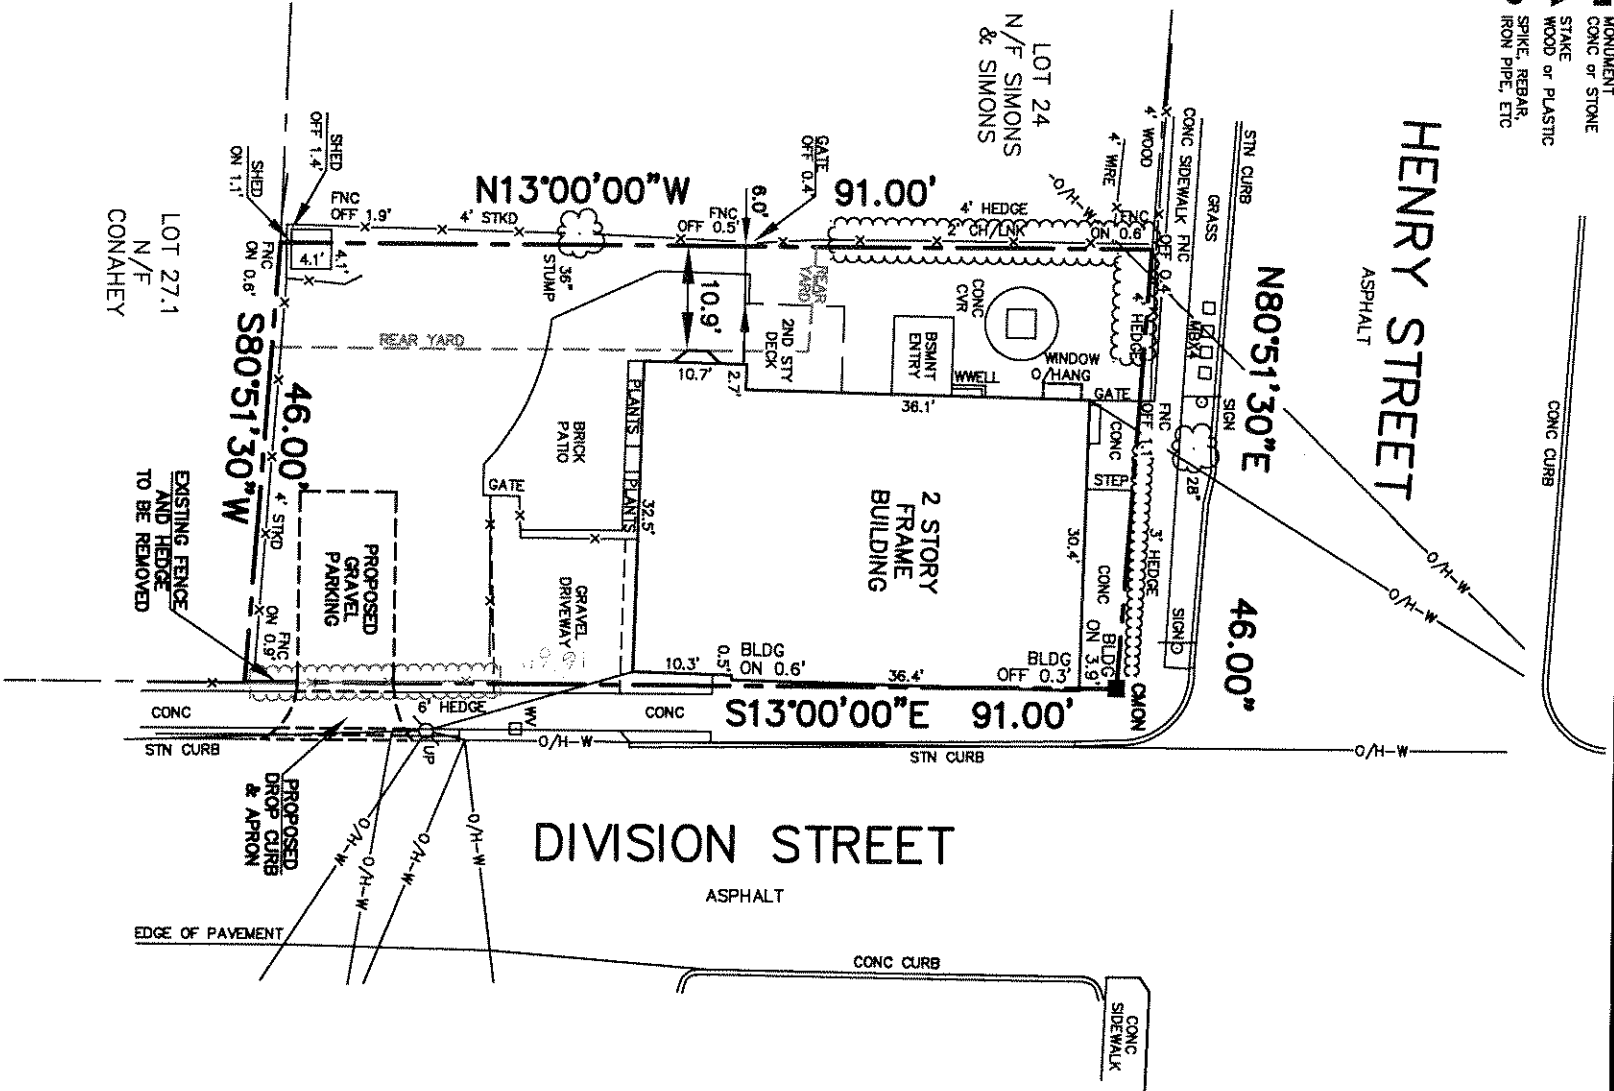 MONUMENT
CONC or STONE
STAKE
WOOD or PLASTIC
SPIKE, REBAR,
IRON PIPE, ETC
HENRY STREET
ASPHALT
CONC CURB
STN CURB
GRASS
CONC SIDEWALK
4' WOOD
4' WIRE
LOT 24
N/F SIMONS
& SIMONS
N80°51'30"E
46.00"
SIGN
SIGN
MBX4
28"
3' HEDGE
4' HEDGE
FNC
OFF 0.4'
FNC
ON 0.6'
FNC
OFF 1.1'
O/H-W
O/H-W
O/H-W
GATE
OFF 0.4'
N13°00'00"W
91.00'
4' HEDGE
2' CH/LNK
6.0'
FNC
OFF 0.5'
4' STKD
FNC
OFF 1.9'
SHED
OFF 1.4'
SHED
ON 1.1'
4.1'
4.1'
36"
STUMP
10.9'
REAR
YARD
2ND STY
DECK
CONC
CVR
BSMNT
ENTRY
WWELL
WINDOW
O/HANG
GATE
CONC
STEP
CONC
REAR YARD
10.7'
2.7'
36.1'
PLANTS
PLANTS
BRICK
PATIO
GATE
32.5'
30.4'
2 STORY
FRAME
BUILDING
LOT 27.1
N/F
CONAHEY
FNC
ON 0.6'
46.00"
S80°51'30"W
4' STKD
EXISTING FENCE
AND HEDGE
TO BE REMOVED
PROPOSED
GRAVEL
PARKING
GRAVEL
DRIVEWAY
FNC
ON 0.9'
10.3'
0.5'
BLDG
ON 0.6'
36.4'
BLDG
OFF 0.3'
BLDG
ON 3.9'
CMON
S13°00'00"E 91.00'
CONC
6' HEDGE
WV
CONC
STN CURB
UP
O/H-W
STN CURB
O/H-W
PROPOSED
DROP CURB
& APRON
O/H-W
O/H-W
O/H-W
O/H-W
DIVISION STREET
ASPHALT
EDGE OF PAVEMENT
CONC CURB
CONC
SIDEWALK